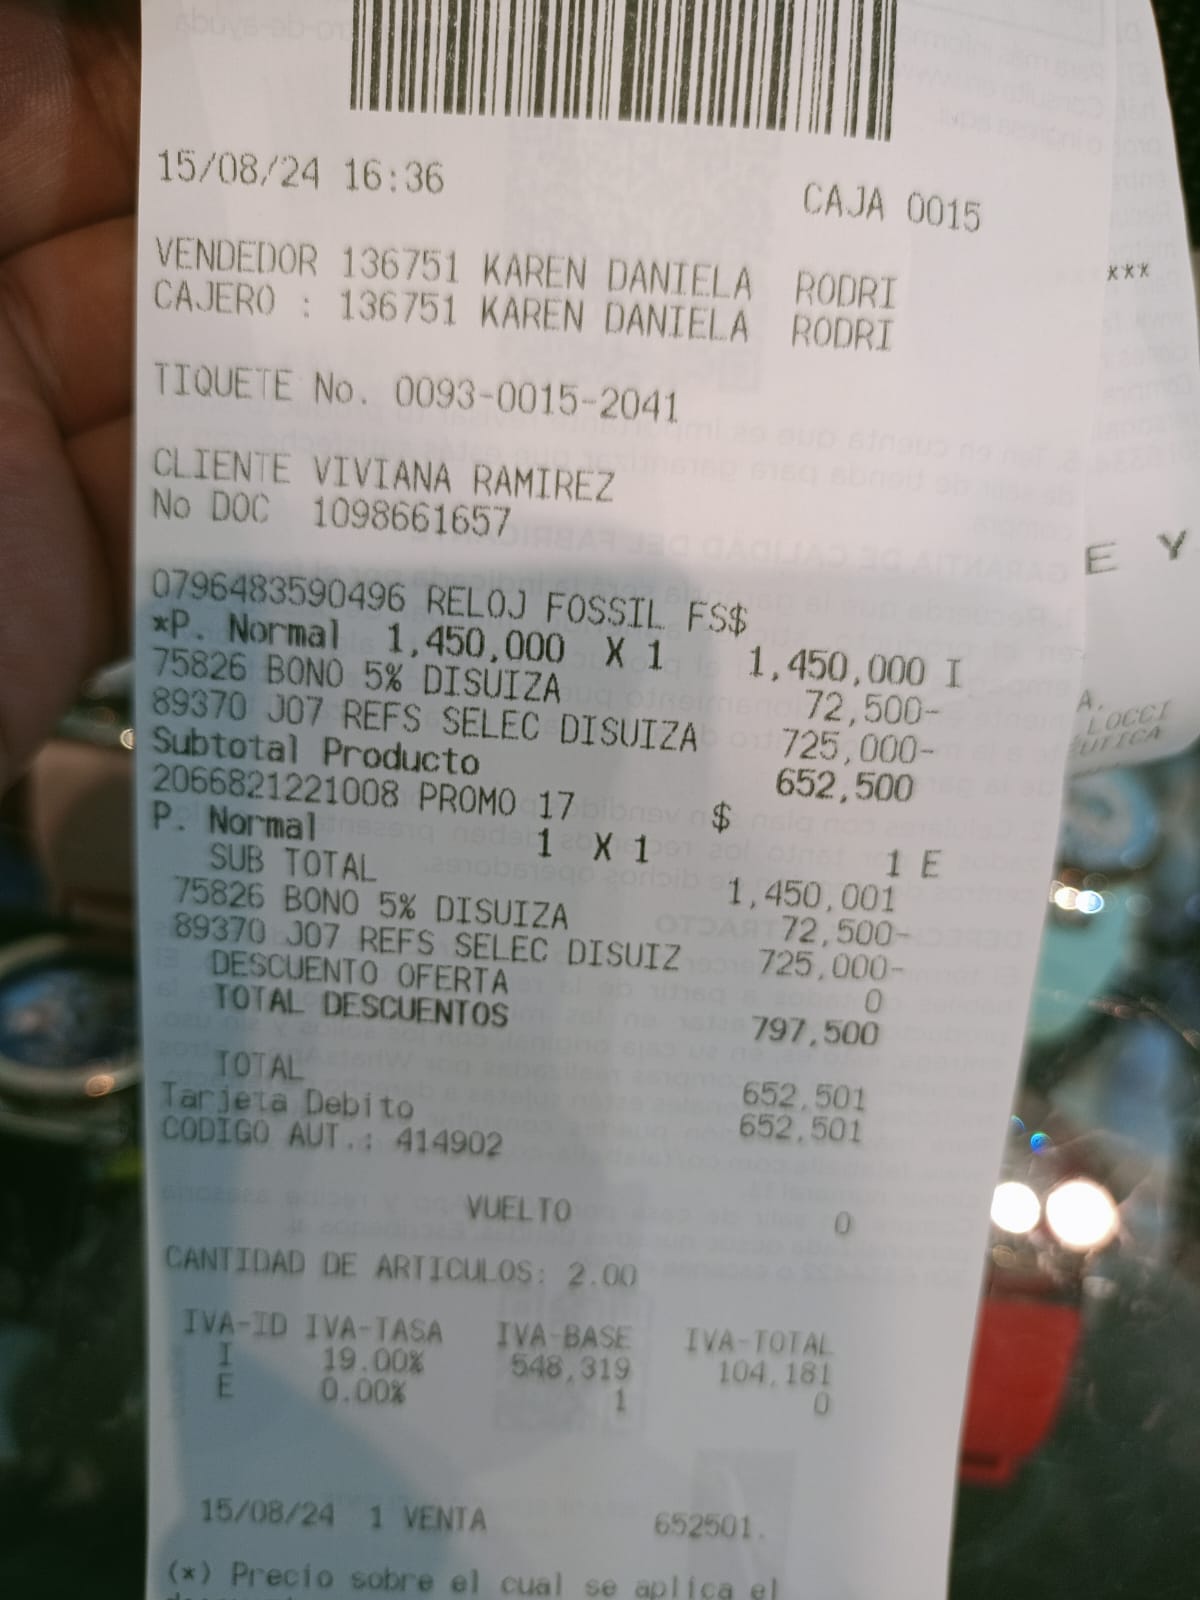 15/08/24 16:36 CAJA 0015
***
VENDEDOR 136751 KAREN DANIELA RODRI
CAJERO : 136751 KAREN DANIELA RODRI
TIQUETE No. 0093-0015-2041
CLIENTE VIVIANA RAMIREZ
No DOC 1098661657
E Y
0796483590496 RELOJ FOSSIL FS$
*P. Normal 1,450,000 X 1 1,450,000 I
75826 BONO 5% DISUIZA 72,500-
89370 J07 REFS SELEC DISUIZA 725,000-
Subtotal Producto 652,500
A.
LOCCI
UTICA
2066821221008 PROMO 17 $
P. Normal 1 X 1 1 E
SUB TOTAL 1,450,001
75826 BONO 5% DISUIZA 72,500-
89370 J07 REFS SELEC DISUIZ 725,000-
DESCUENTO OFERTA 0
TOTAL DESCUENTOS 797,500
TOTAL 652,501
Tarjeta Debito 652,501
CODIGO AUT.: 414902
VUELTO 0
CANTIDAD DE ARTICULOS: 2.00
IVA-ID IVA-TASA IVA-BASE IVA-TOTAL
I 19.00% 548,319 104,181
E 0.00% 1 0
15/08/24 1 VENTA 652501.
(*) Precio sobre el cual se aplica el